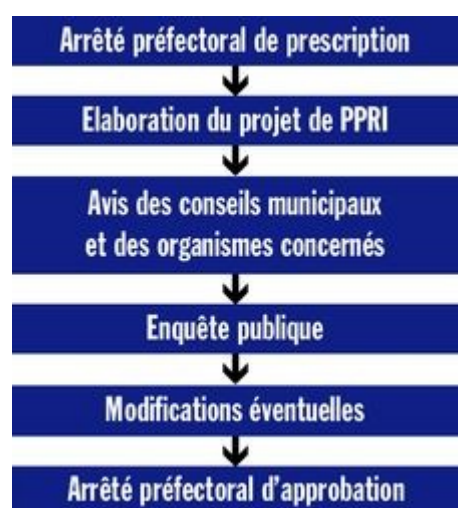 Arrêté préfectoral de prescription
Elaboration du projet de PPRI
Avis des conseils municipaux
et des organismes concernés
Enquête publique
Modifications éventuelles
Arrêté préfectoral d'approbation